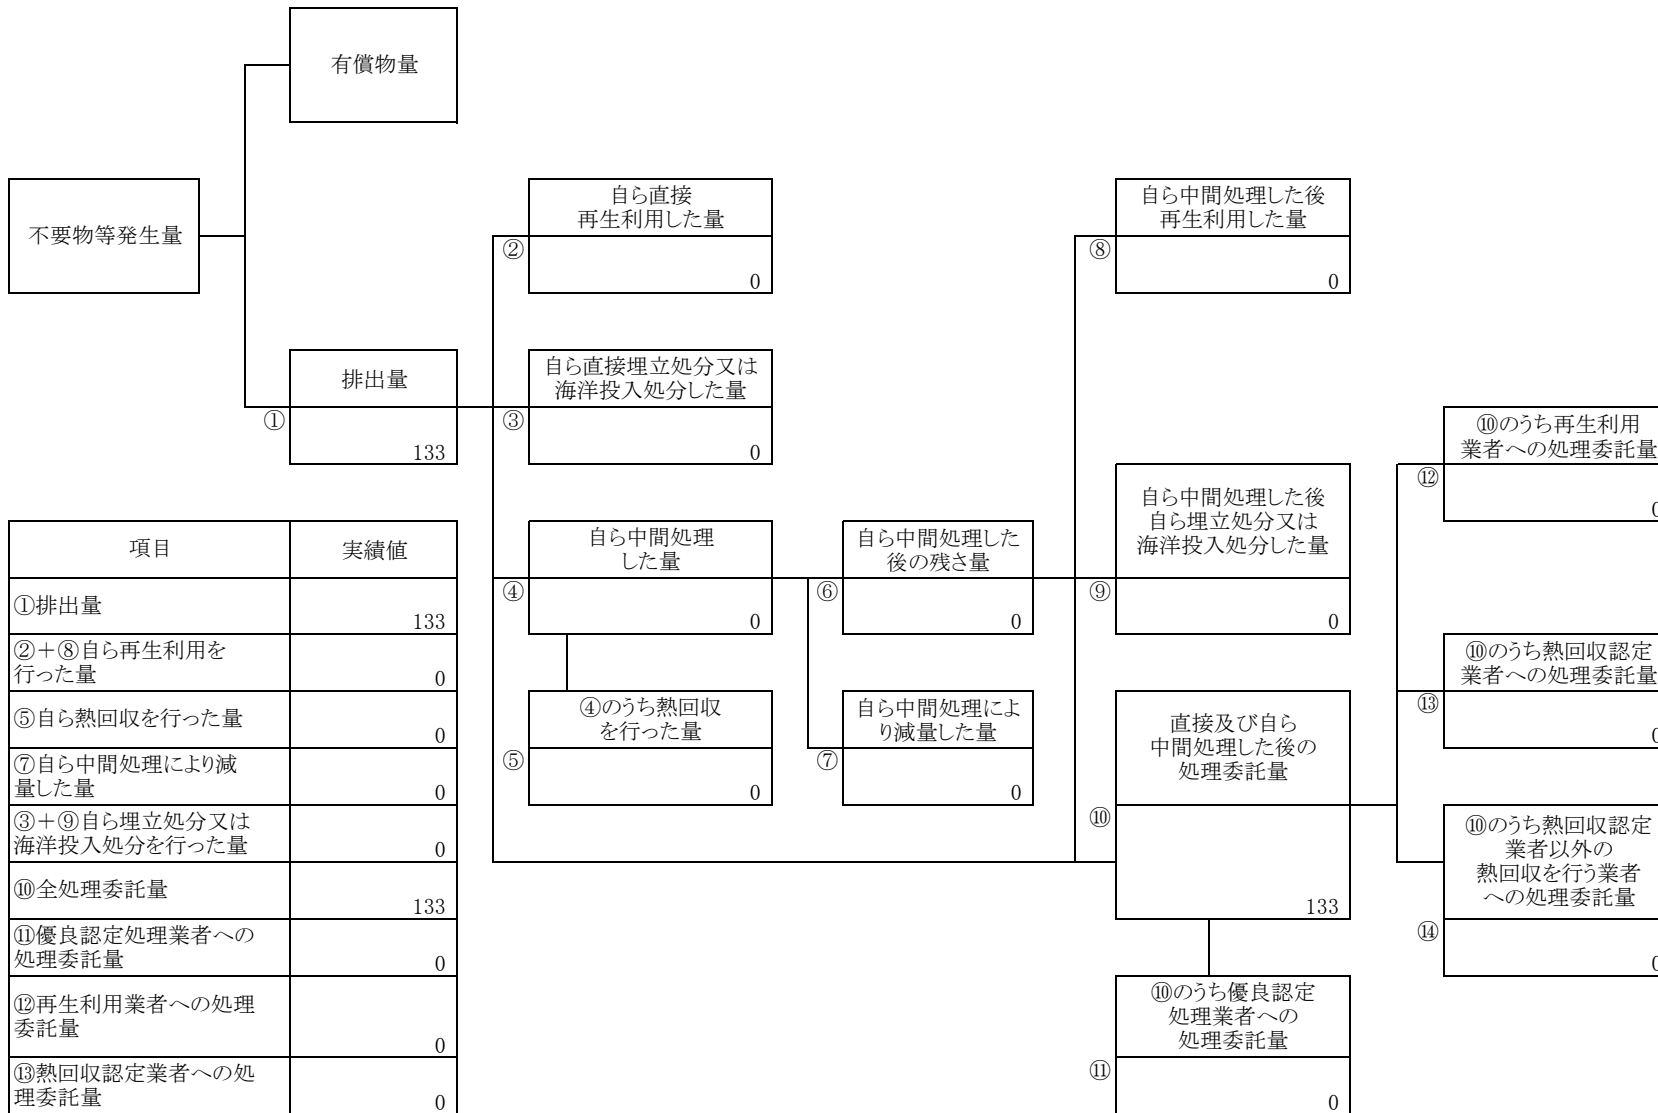 有償物量
不要物等発生量
自ら直接
再生利用した量
②
0
自ら中間処理した後
再生利用した量
⑧
0
排出量
①
133
自ら直接埋立処分又は
海洋投入処分した量
③
0
⑩のうち再生利用
業者への処理委託量
⑫
0
自ら中間処理した後
自ら埋立処分又は
海洋投入処分した量
⑨
0
自ら中間処理
した量
④
0
自ら中間処理した
後の残さ量
⑥
0
⑩のうち熱回収認定
業者への処理委託量
⑬
0
④のうち熱回収
を行った量
⑤
0
自ら中間処理によ
り減量した量
⑦
0
直接及び自ら
中間処理した後の
処理委託量
⑩
133
⑩のうち熱回収認定
業者以外の
熱回収を行う業者
への処理委託量
⑭
0
⑩のうち優良認定
処理業者への
処理委託量
⑪
0
項目 実績値
①排出量 133
②+⑧自ら再生利用を
行った量 0
⑤自ら熱回収を行った量 0
⑦自ら中間処理により減
量した量 0
③+⑨自ら埋立処分又は
海洋投入処分を行った量 0
⑩全処理委託量 133
⑪優良認定処理業者への
処理委託量 0
⑫再生利用業者への処理
委託量 0
⑬熱回収認定業者への処
理委託量 0